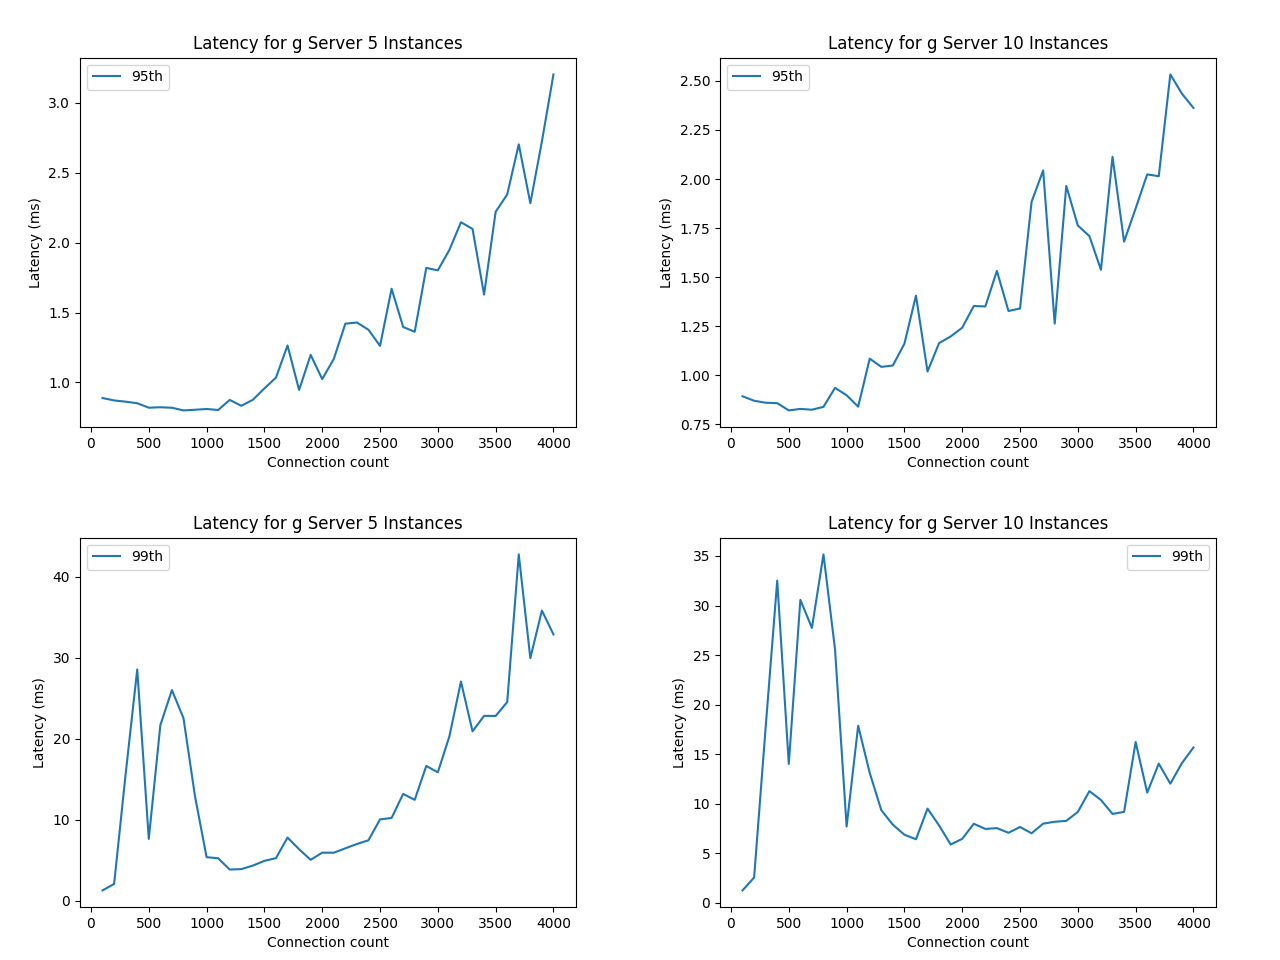 Latency for g Server 5 Instances
95th
3.0
2.5
2.0
1.5
1.0
Latency (ms)
0 500 1000 1500 2000 2500 3000 3500 4000
Connection count
Latency for g Server 10 Instances
95th
2.50
2.25
2.00
1.75
1.50
1.25
1.00
0.75
Latency (ms)
0 500 1000 1500 2000 2500 3000 3500 4000
Connection count
Latency for g Server 5 Instances
99th
40
30
20
10
0
Latency (ms)
0 500 1000 1500 2000 2500 3000 3500 4000
Connection count
Latency for g Server 10 Instances
99th
35
30
25
20
15
10
5
0
Latency (ms)
0 500 1000 1500 2000 2500 3000 3500 4000
Connection count